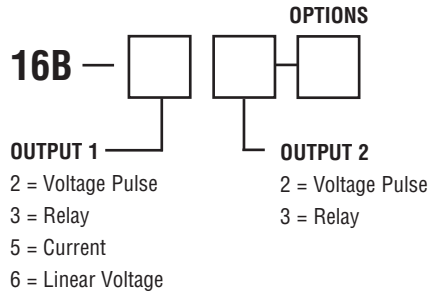 OPTIONS
16B —
OUTPUT 1
2 = Voltage Pulse
3 = Relay
5 = Current
6 = Linear Voltage
OUTPUT 2
2 = Voltage Pulse
3 = Relay